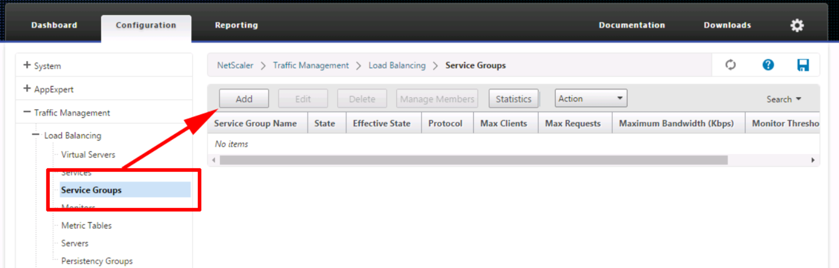 Dashboard Configuration Reporting Documentation Downloads
+ System
+ AppExpert
− Traffic Management
− Load Balancing
Virtual Servers
Services
Service Groups
Monitors
Metric Tables
Servers
Persistency Groups
NetScaler > Traffic Management > Load Balancing > Service Groups
Add Edit Delete Manage Members Statistics Action Search
Service Group Name State Effective State Protocol Max Clients Max Requests Maximum Bandwidth (Kbps) Monitor Thresho
No items